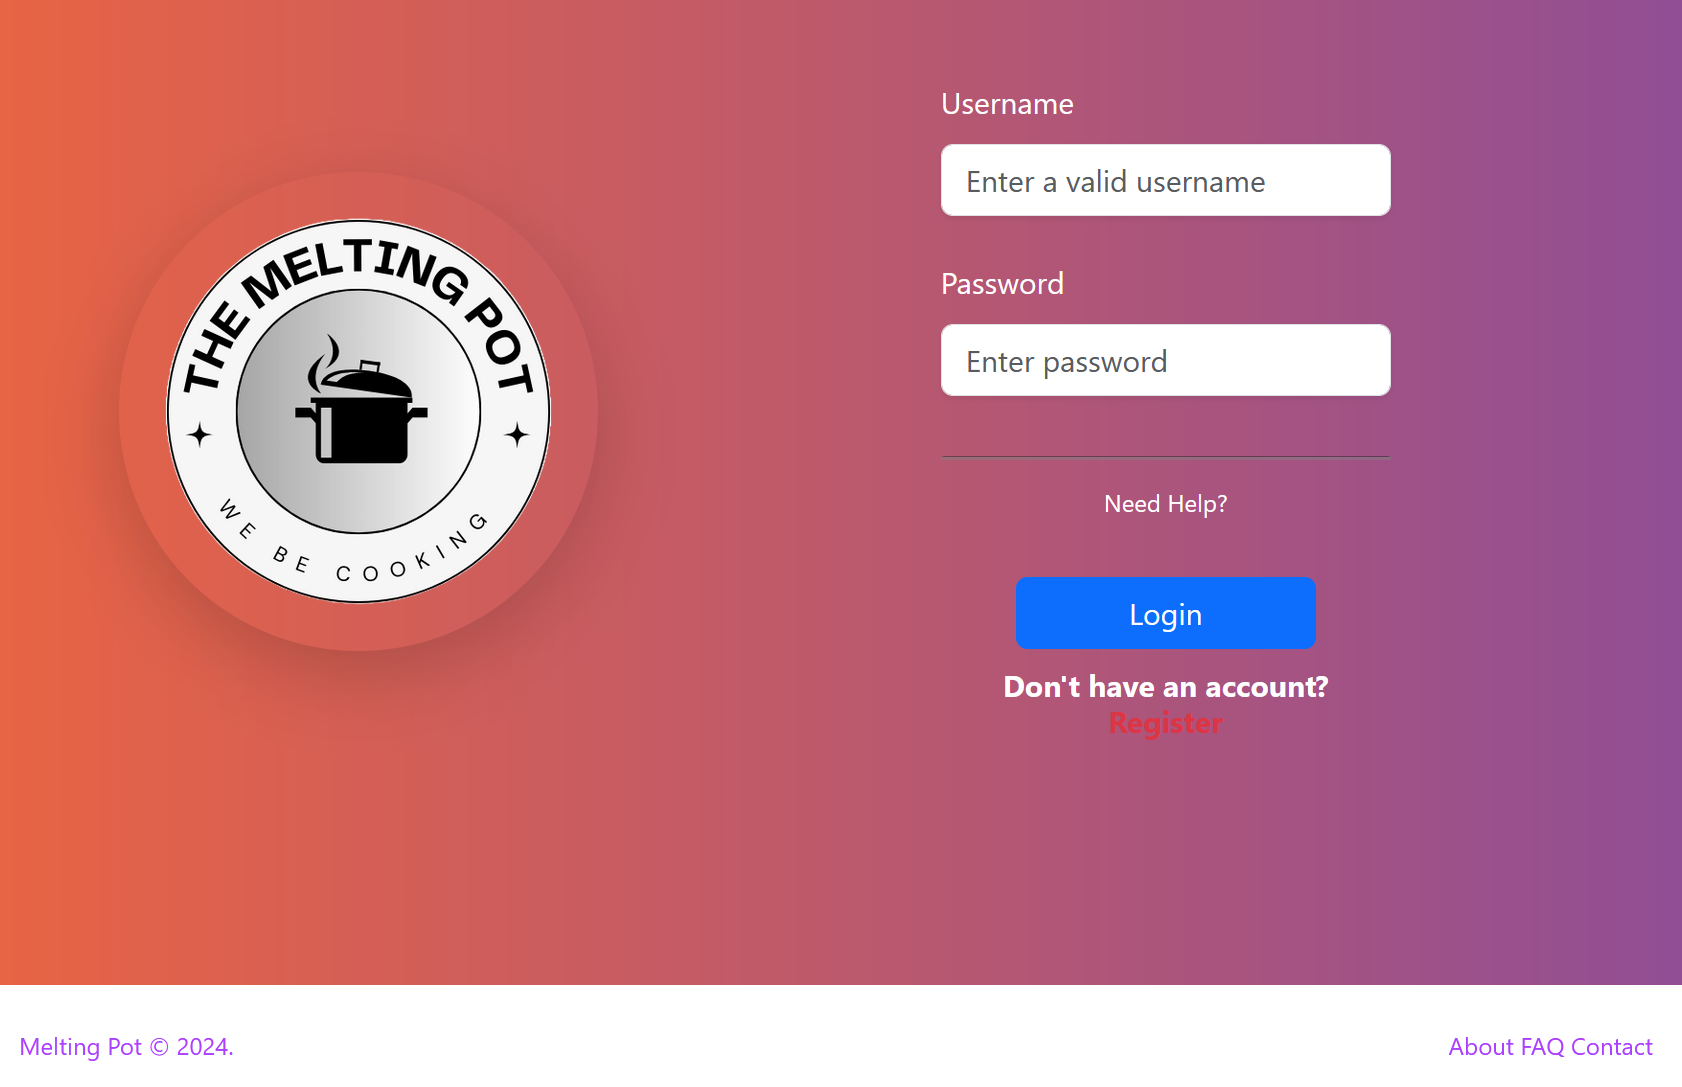 THE MELTING POT
WE BE COOKING
Username
Enter a valid username
Password
Enter password
Need Help?
Login
Don't have an account?
Register
Melting Pot © 2024.
About FAQ Contact